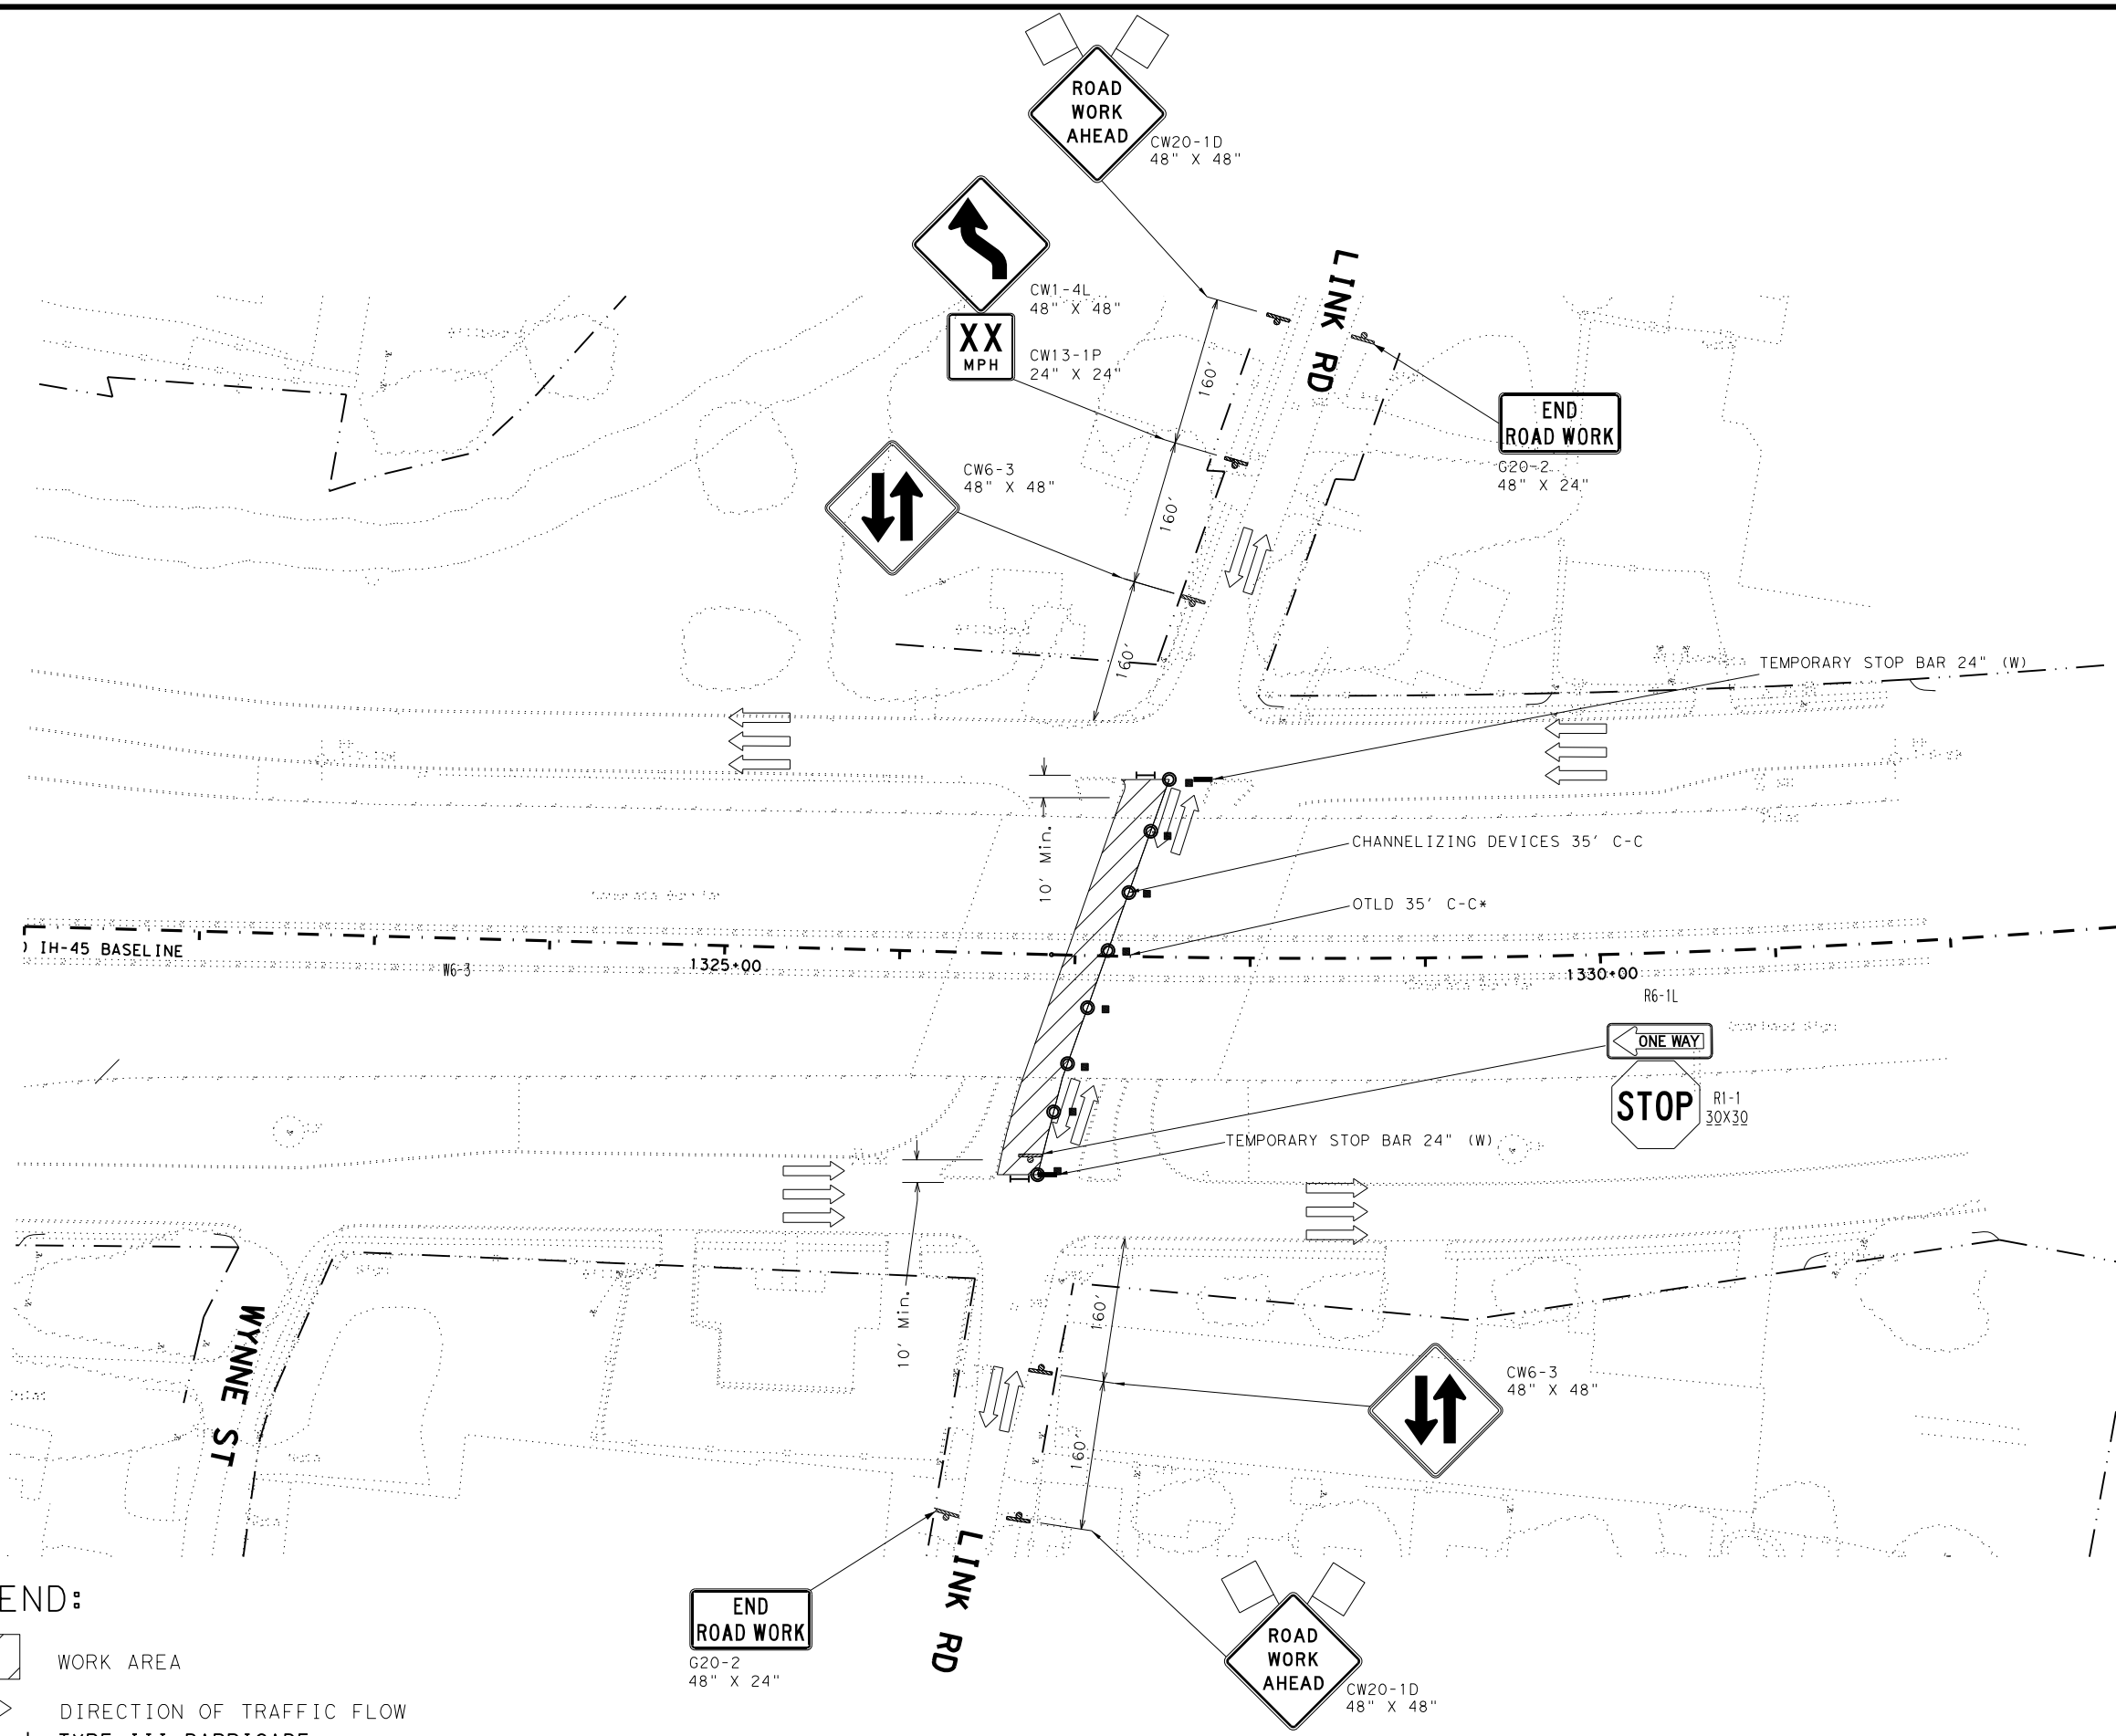 ROAD
WORK
AHEAD
CW20-1D
48" X 48"
CW1-4L
48" X 48"
XX
MPH
CW13-1P
24" X 24"
LINK RD
160'
END
ROAD WORK
G20-2
48" X 24"
CW6-3
48" X 48"
160'
160'
TEMPORARY STOP BAR 24" (W)
10' Min.
CHANNELIZING DEVICES 35' C-C
OTLD 35' C-C*
IH-45 BASELINE
W6-3
1325+00
1330+00
R6-1L
ONE WAY
STOP
R1-1
30X30
TEMPORARY STOP BAR 24" (W)
10' Min.
160'
WYNNE ST
CW6-3
48" X 48"
160'
LINK RD
END
ROAD WORK
G20-2
48" X 24"
ROAD
WORK
AHEAD
CW20-1D
48" X 48"
END:
WORK AREA
DIRECTION OF TRAFFIC FLOW
TYPE III BARRICADE